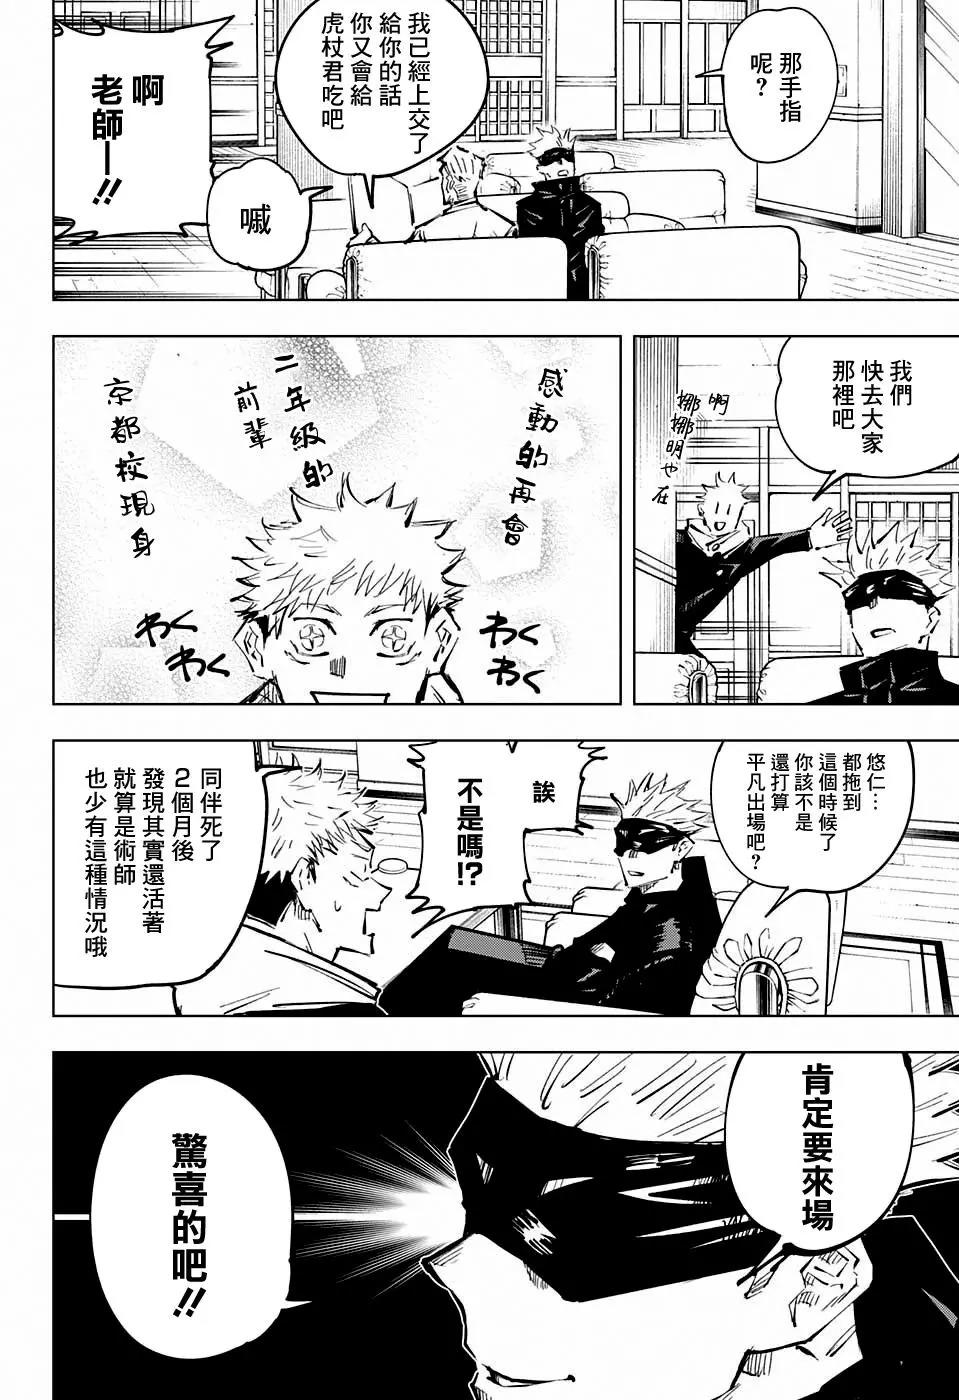 那手指
呢?
我已經上交了
給你的話
你又會給
虎杖君吃吧
嘁
啊
老師ー!!
我們
快去大家
那裡吧
啊
娜娜明也在
感動的再會
二年級的
前輩
京都校現身
わく
わく
わく
わく
悠仁…
都拖到
這個時候了
你該不是
還打算
平凡出場吧?
誒
不是嗎!?
同伴死了
2個月後
發現其實還活著
就算是術師
也少有這種情況哦
肯定要來場
驚喜的吧!!